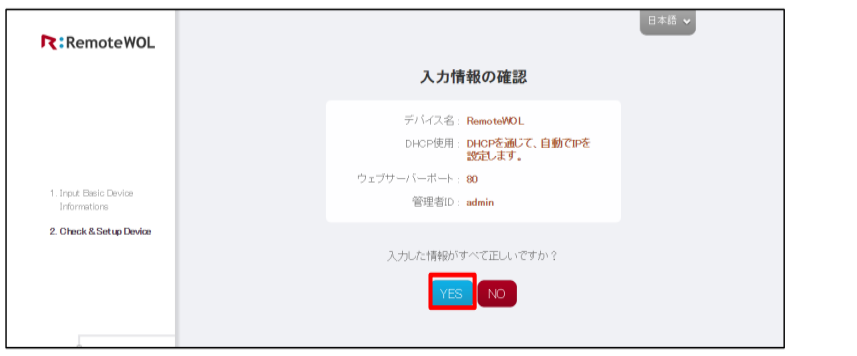 R:RemoteWOL
日本語
入力情報の確認
デバイス名 : RemoteWOL
DHCP使用 : DHCPを通じて、自動でIPを
設定します。
ウェブサーバーポート : 80
管理者ID : admin
1. Input Basic Device
Informations
2. Check & Setup Device
入力した情報がすべて正しいですか？
YES NO